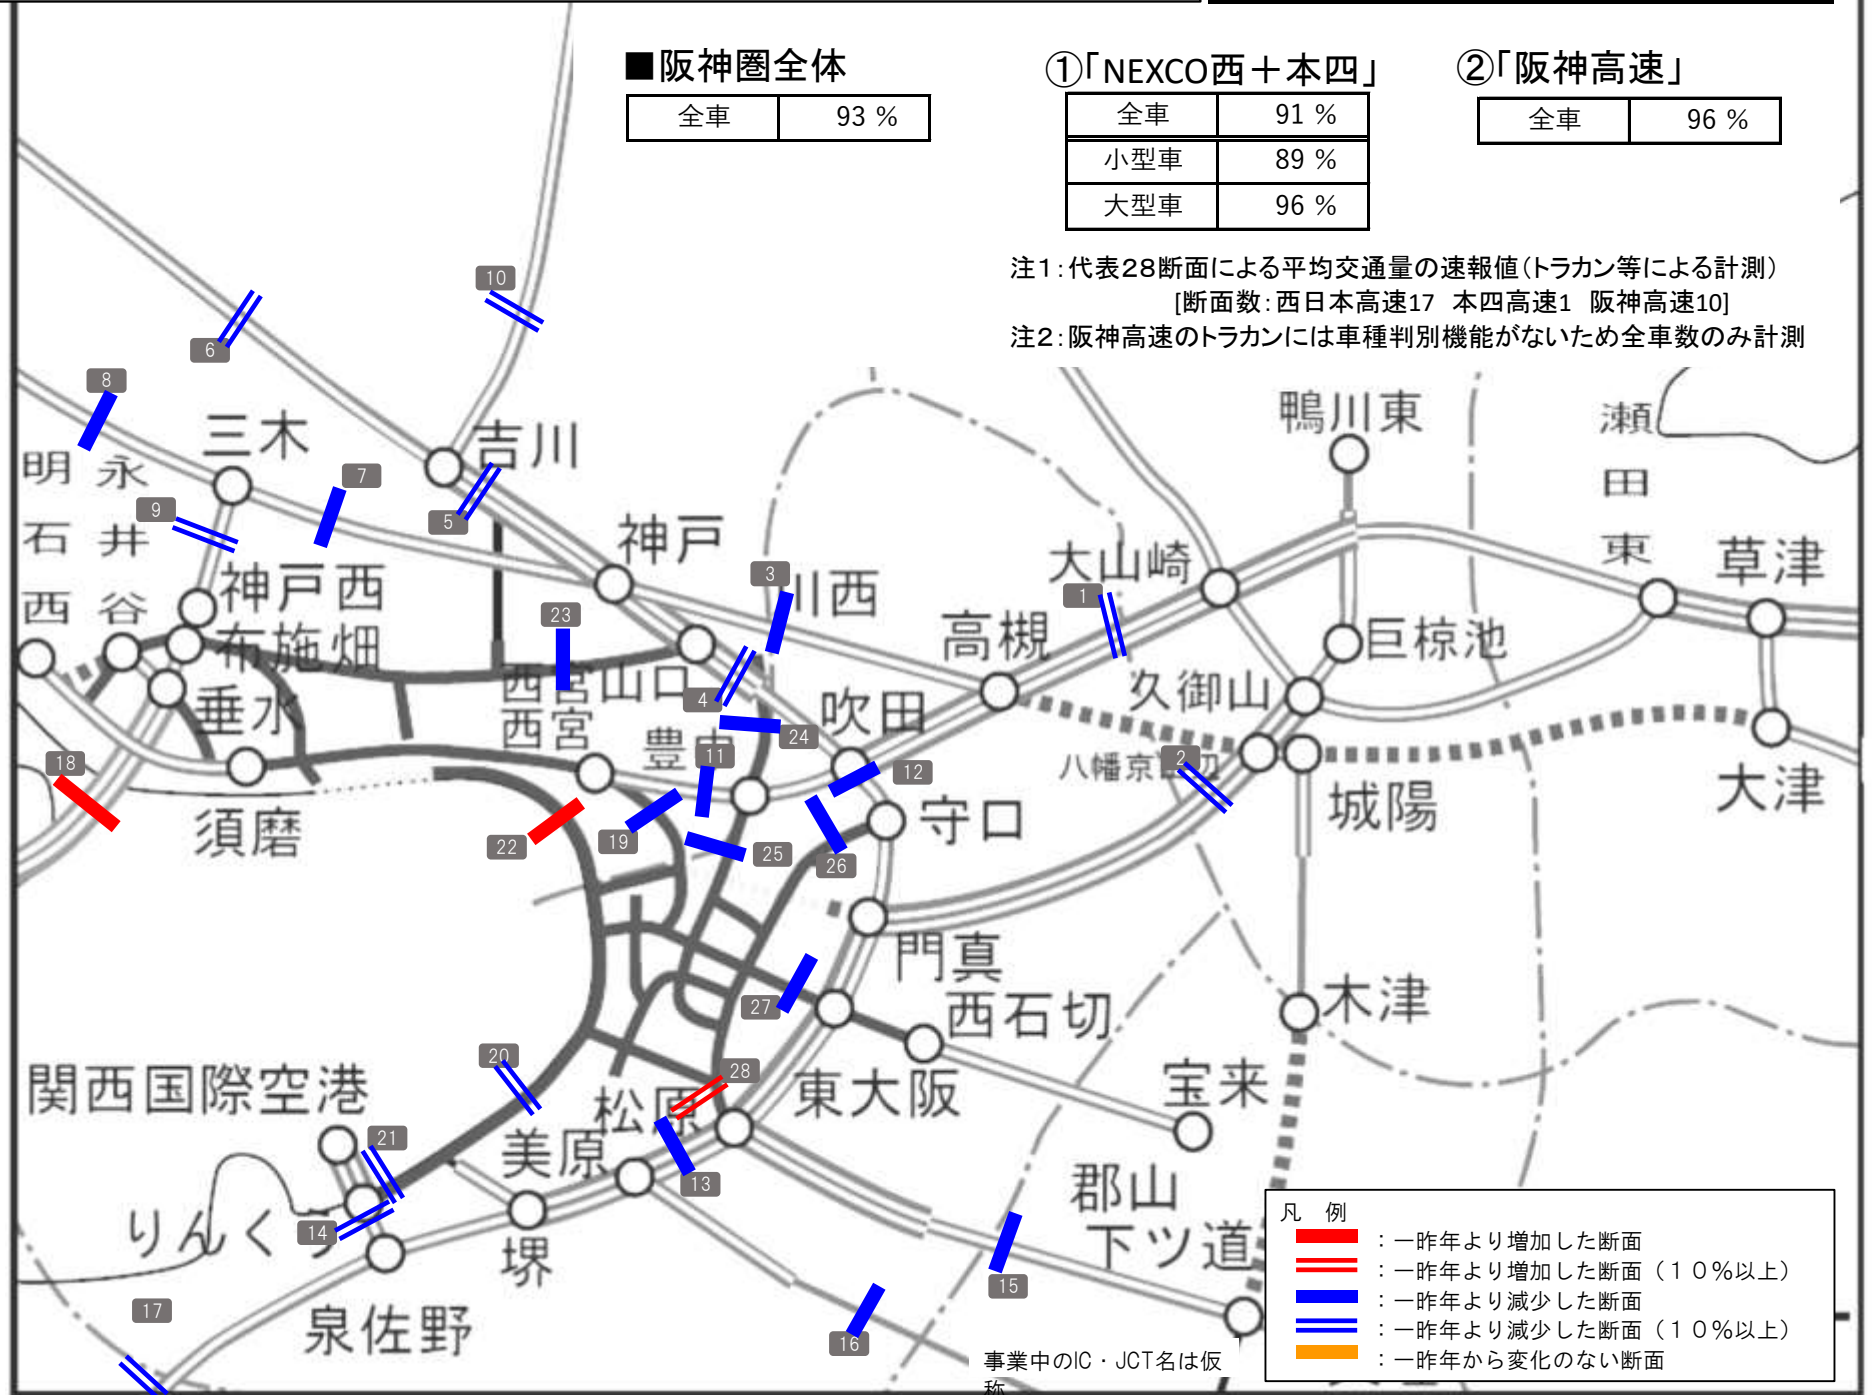 ■阪神圏全体
全車 93 %
①「NEXCO西＋本四」
全車 91 %
小型車 89 %
大型車 96 %
②「阪神高速」
全車 96 %
注1：代表28断面による平均交通量の速報値（トラカン等による計測）
[断面数：西日本高速17 本四高速1 阪神高速10]
注2：阪神高速のトラカンには車種判別機能がないため全車数のみ計測
10
6
8
三木
吉川
鴨川東
瀬田東
明石西
永井谷
7
9
5
神戸
大山崎
草津
神戸西
3
川西
1
23
高槻
巨椋池
布施畑
西宮山口
4
久御山
垂水
西宮
吹田
24
豊中
11
18
12
八幡京田辺
2
大津
須磨
22
19
25
26
守口
城陽
門真
27
西石切
木津
20
28
関西国際空港
松原
東大阪
宝来
21
美原
13
郡山
下ツ道
りんくう
14
堺
15
17
泉佐野
16
事業中のIC・JCT名は仮
称
凡 例
：一昨年より増加した断面
：一昨年より増加した断面（１０％以上）
：一昨年より減少した断面
：一昨年より減少した断面（１０％以上）
：一昨年から変化のない断面